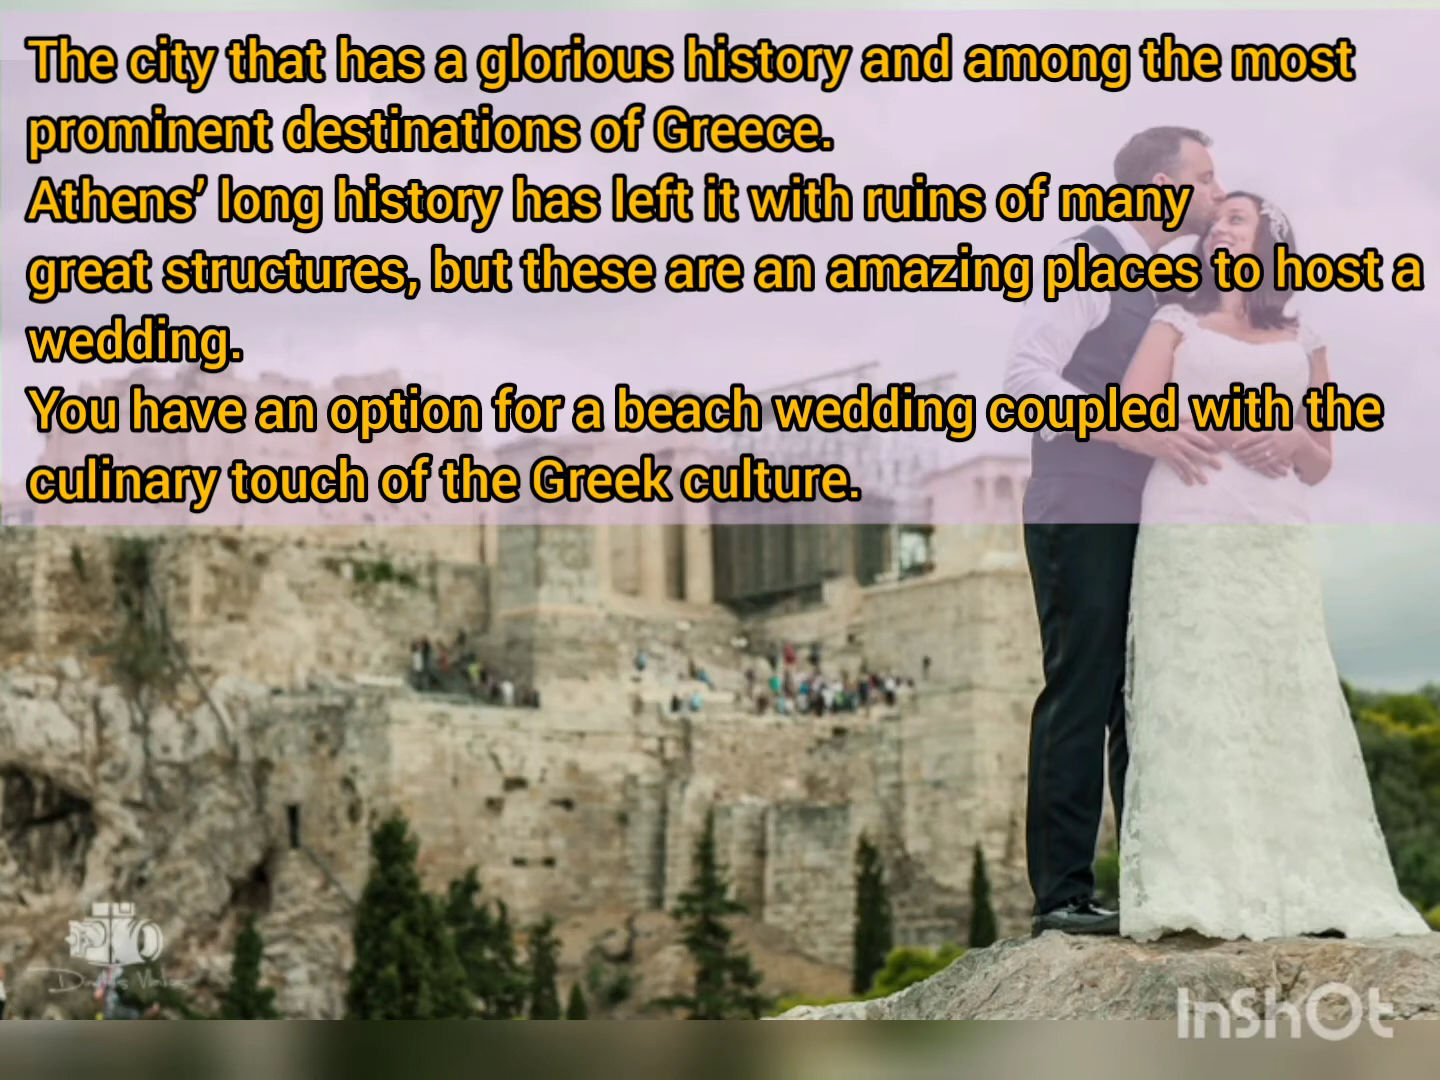 The city that has a glorious history and among the most
prominent destinations of Greece.
Athens’ long history has left it with ruins of many
great structures, but these are an amazing places to host a
wedding.
You have an option for a beach wedding coupled with the
culinary touch of the Greek culture.
InShOt